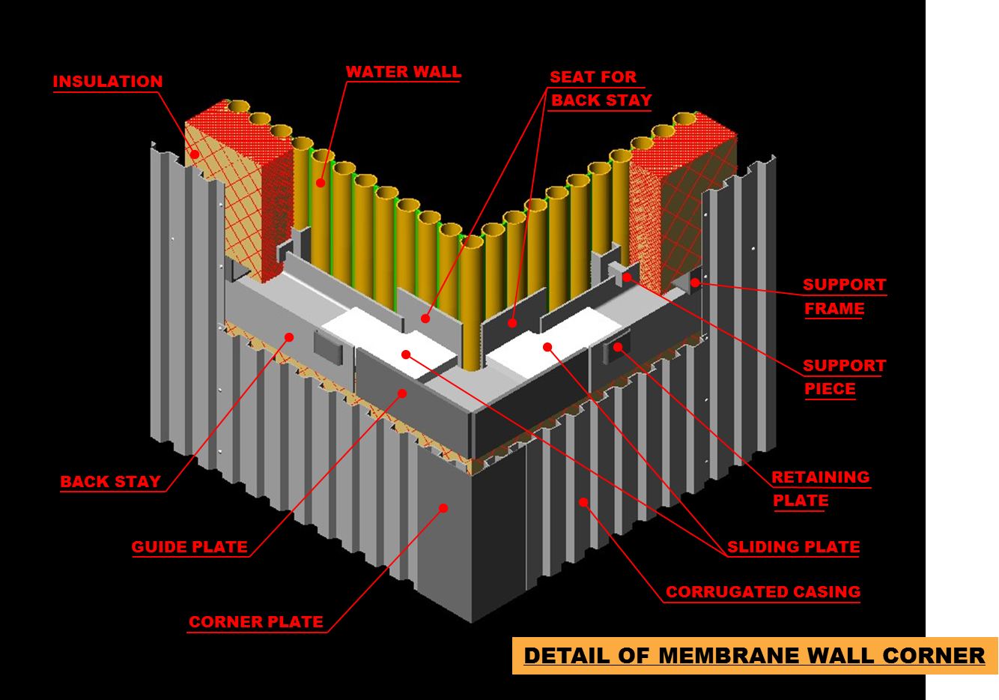 WATER WALL
SEAT FOR
BACK STAY
INSULATION
SUPPORT
FRAME
SUPPORT
PIECE
BACK STAY
RETAINING
PLATE
GUIDE PLATE
SLIDING PLATE
CORRUGATED CASING
CORNER PLATE
DETAIL OF MEMBRANE WALL CORNER